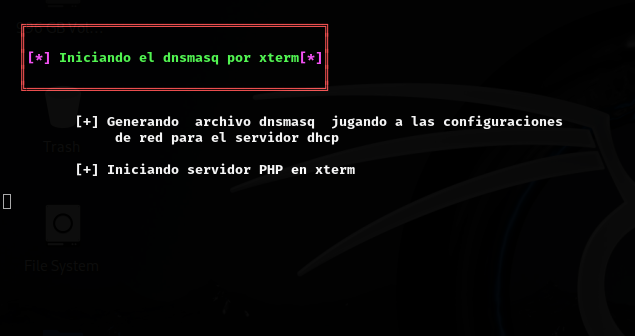 [*] Iniciando el dnsmasq por xterm[*]
[+] Generando  archivo dnsmasq  jugando a las configuraciones
de red para el servidor dhcp
Trash
[+] Iniciando servidor PHP en xterm
File System